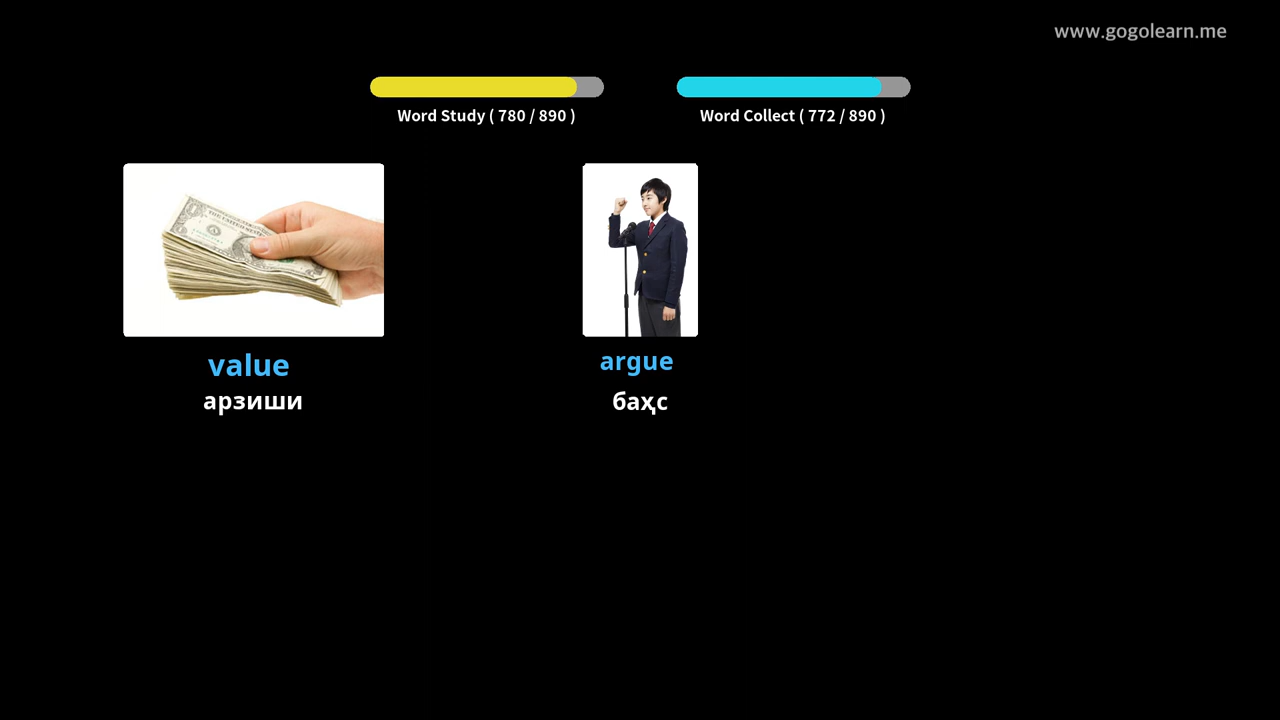 www.gogolearn.me
Word Study ( 780 / 890 )
Word Collect ( 772 / 890 )
value
арзиши
argue
баҳс